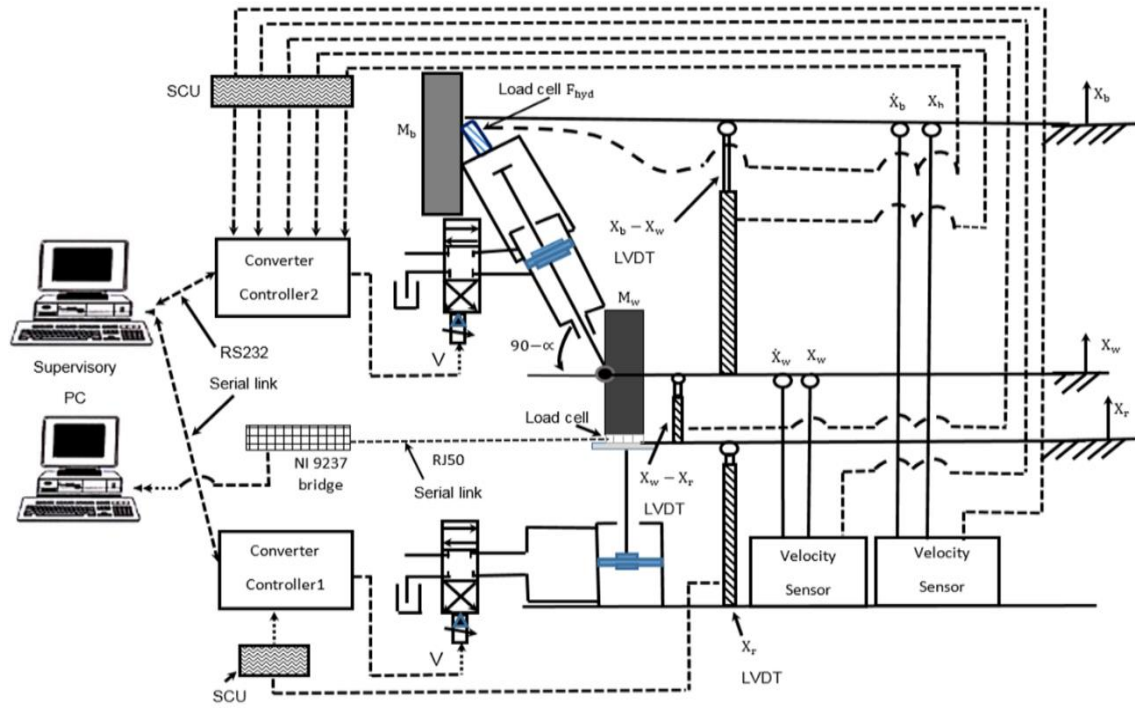 SCU
Load cell F_hyd
M_b
Ẋ_b
X_b
X_b
X_b − X_w
LVDT
Converter
Controller2
M_w
90−α
RS232
V
Ẋ_w
X_w
X_w
Supervisory
PC
Serial link
Load cell
X_r
NI 9237
bridge
RJ50
Serial link
X_w − X_r
LVDT
Converter
Controller1
Velocity
Sensor
Velocity
Sensor
V
X_r
LVDT
SCU